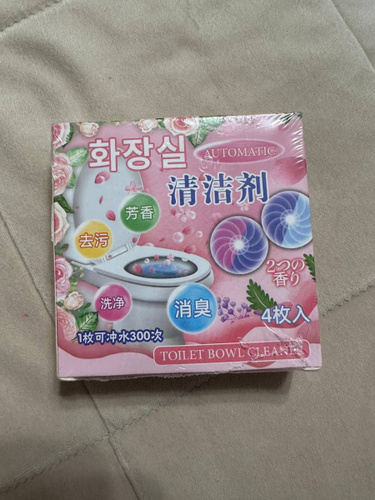 화장실
AUTOMATIC
清洁剂
芳香
去污
2つの
香り
洗净
消臭
4枚入
1枚可冲水300次
TOILET BOWL CLEANER